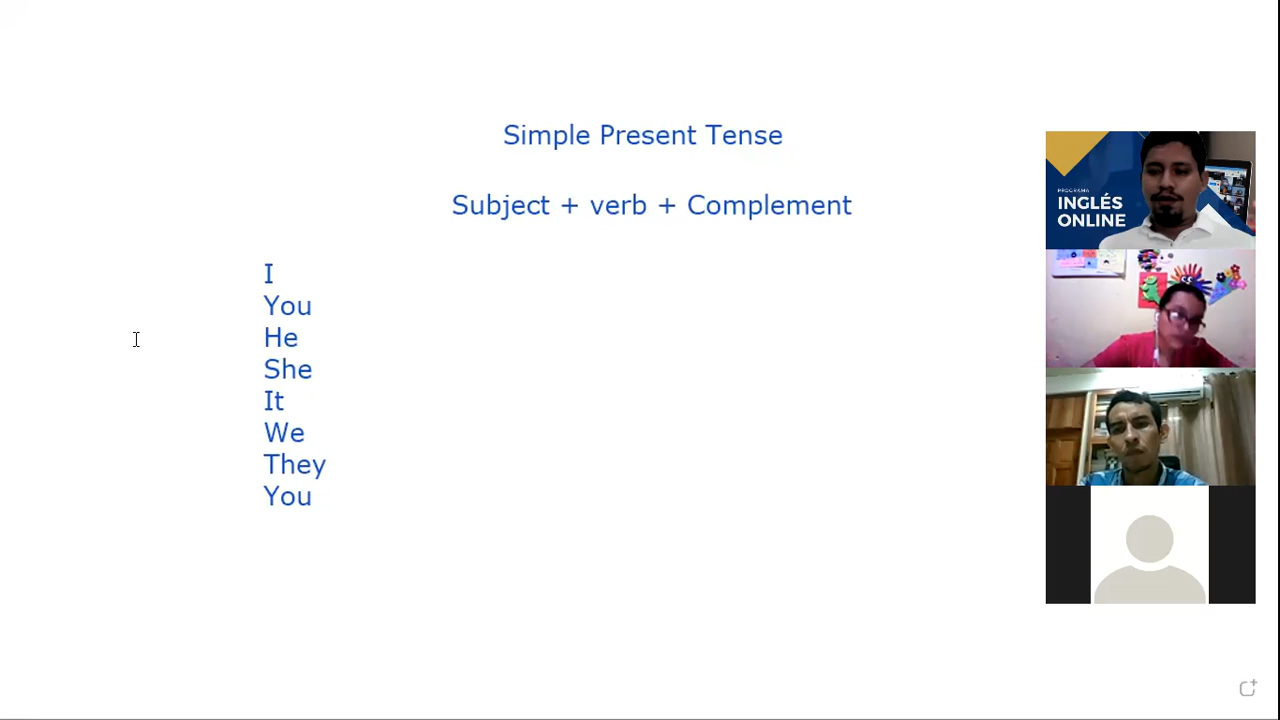 Simple Present Tense
Subject + verb + Complement
I
You
He
She
It
We
They
You
PROGRAMA
INGLÉS
ONLINE